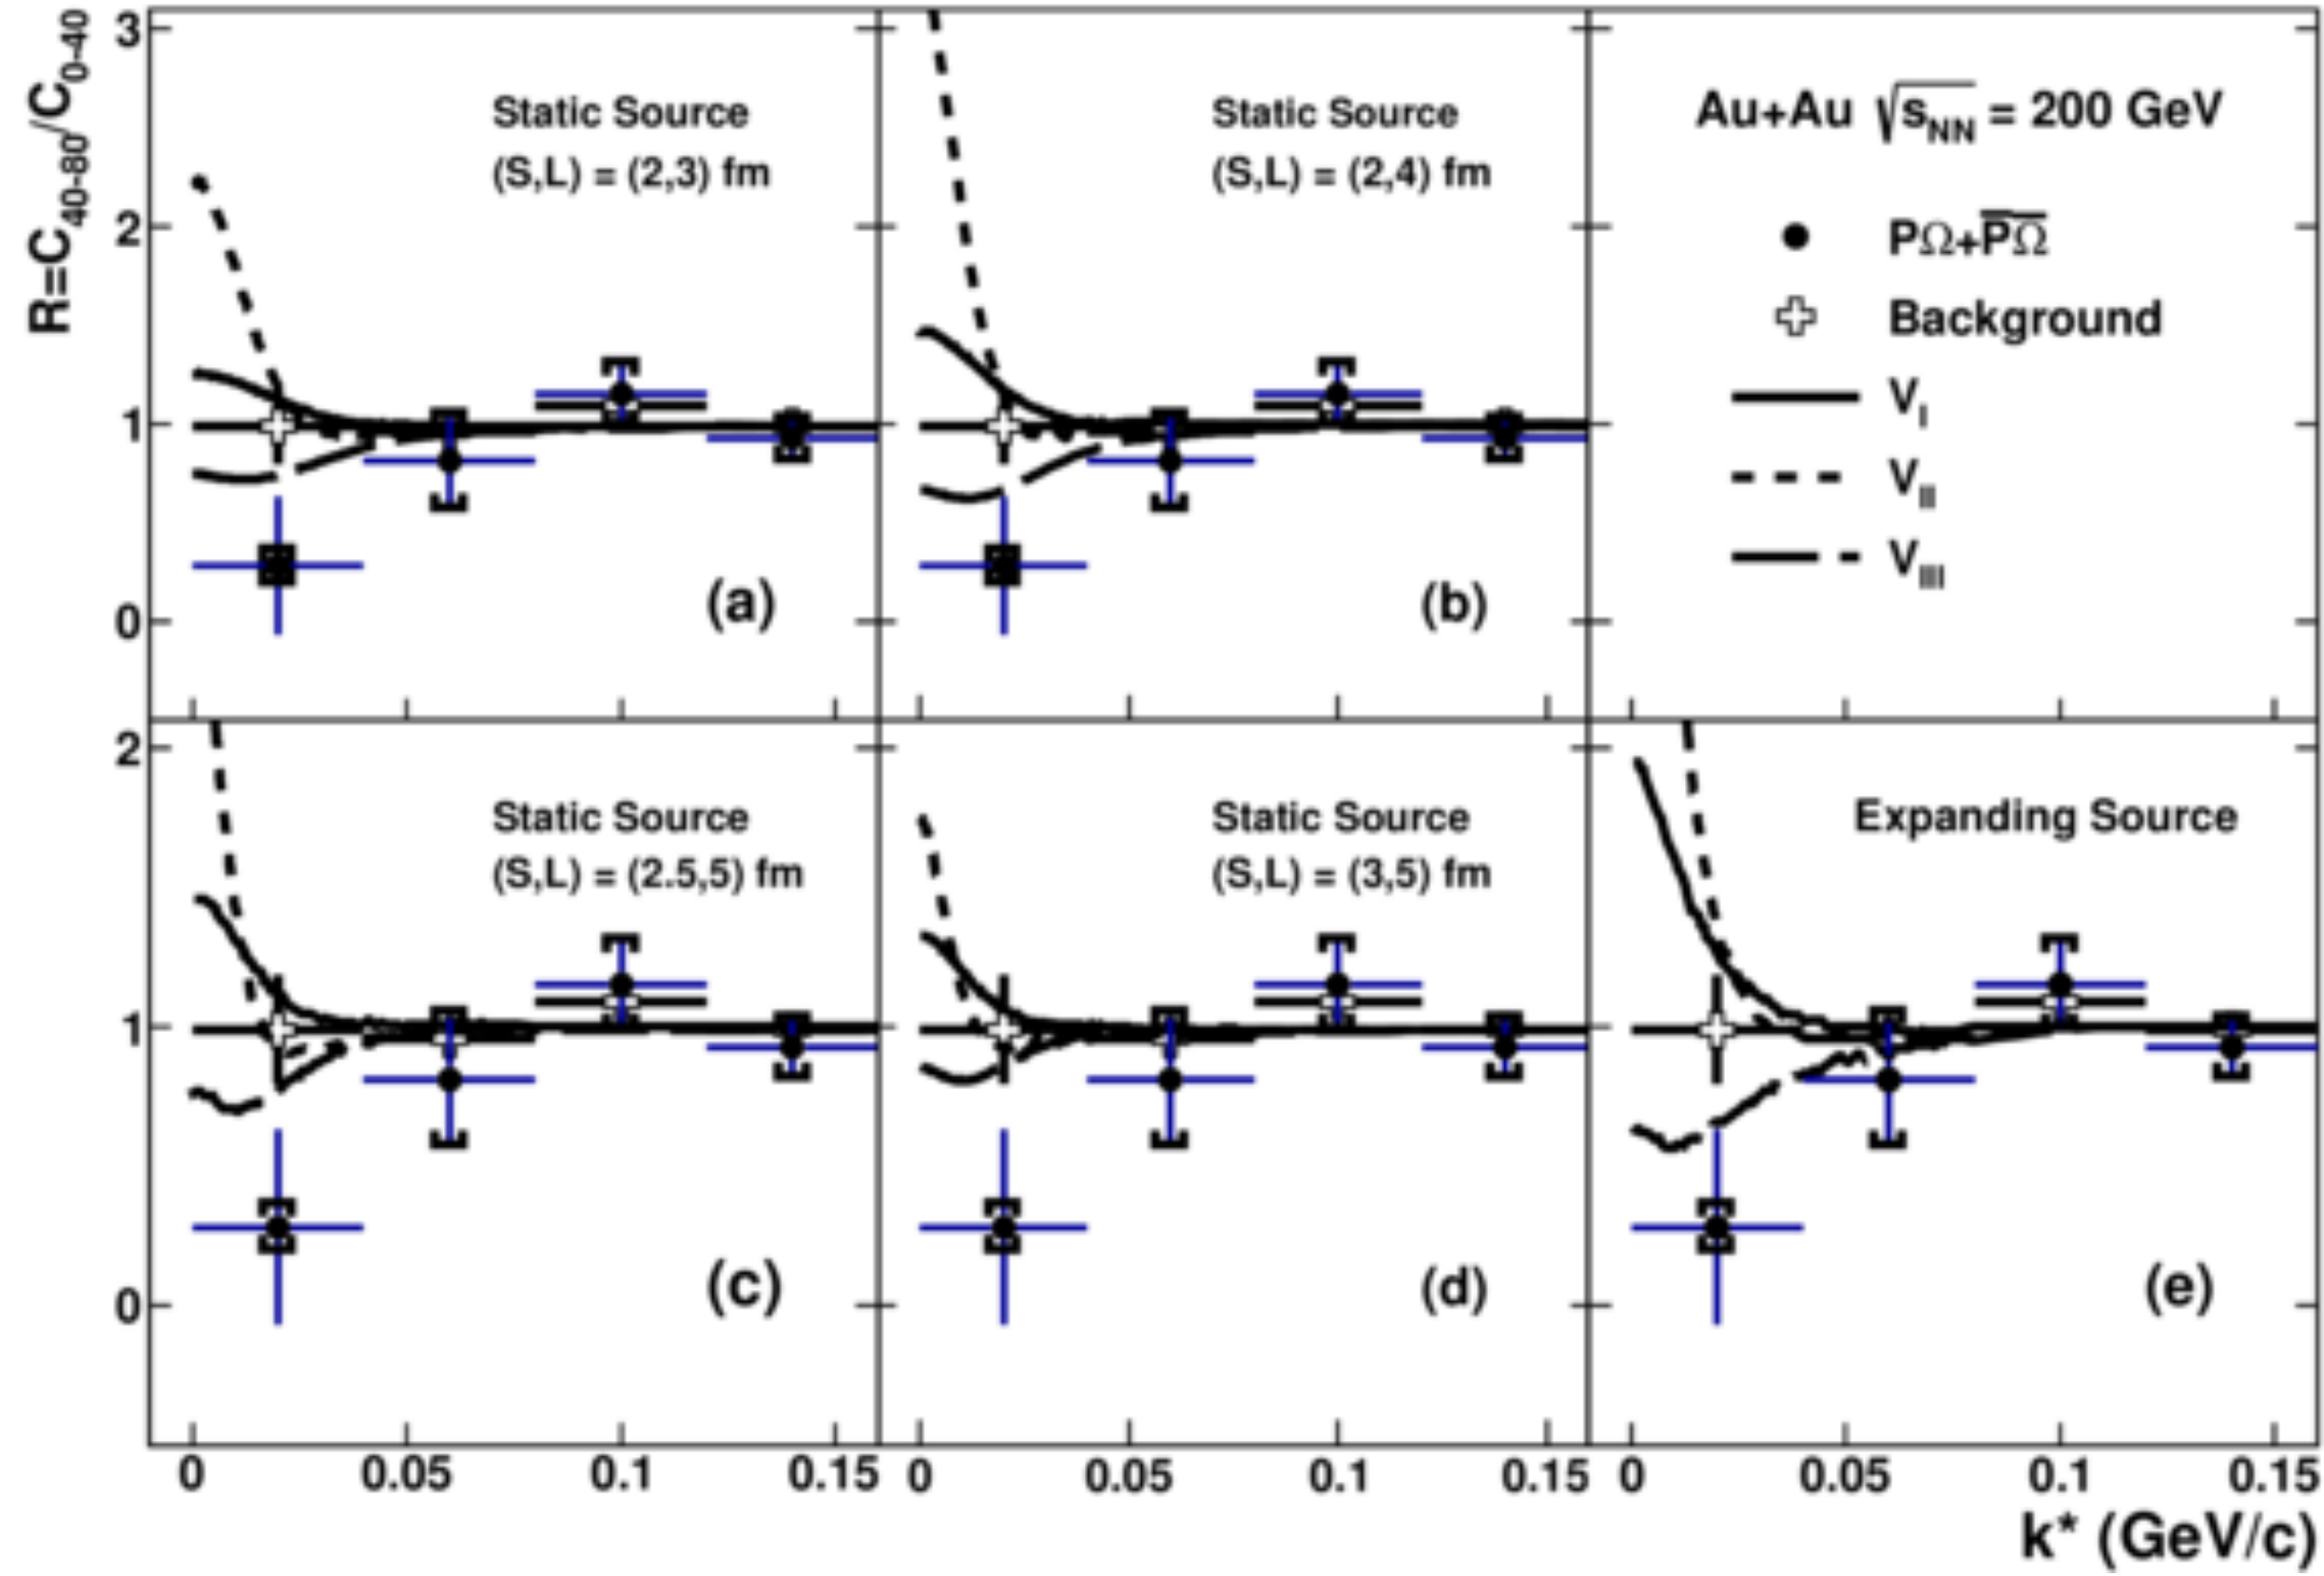 R=C40-80/C0-40
3
2
1
0
Static Source
(S,L) = (2,3) fm
(a)
Static Source
(S,L) = (2,4) fm
(b)
Au+Au √sNN = 200 GeV
PΩ+P̅Ω̅
Background
VI
VII
VIII
2
1
0
Static Source
(S,L) = (2.5,5) fm
(c)
Static Source
(S,L) = (3,5) fm
(d)
Expanding Source
(e)
0 0.05 0.1 0.15 0 0.05 0.1 0.15 0 0.05 0.1 0.15
k* (GeV/c)